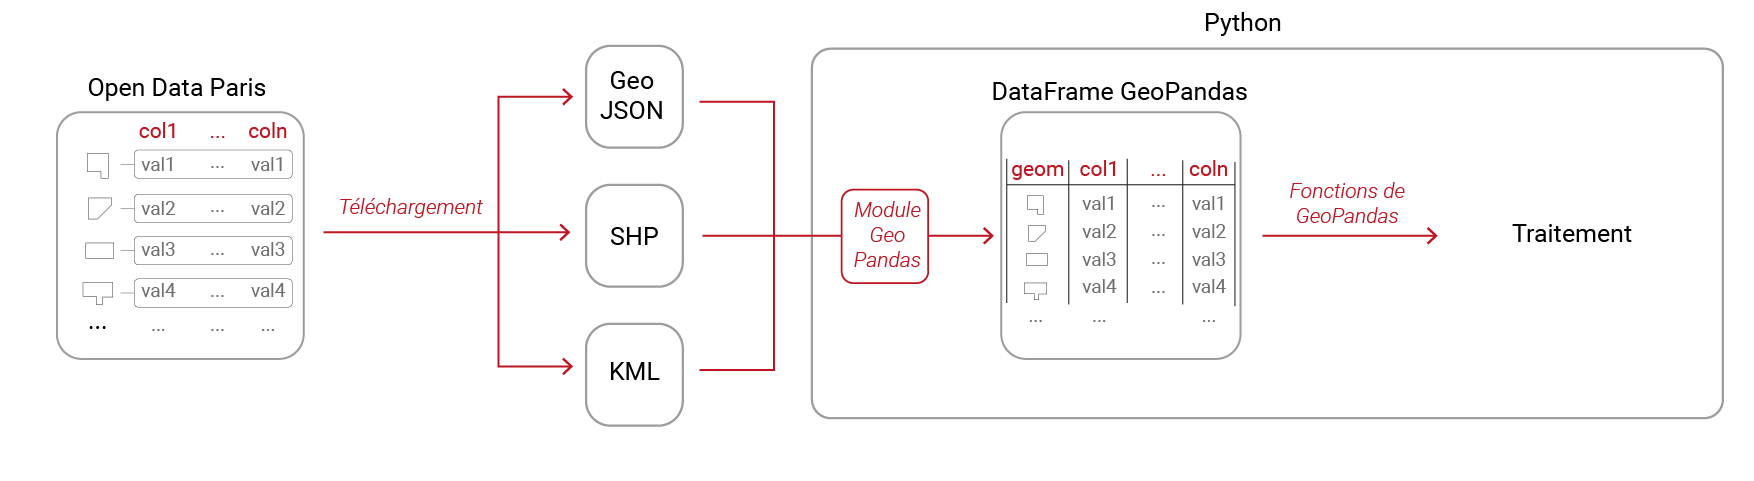 Python
Open Data Paris
col1 ... coln
val1 ... val1
val2 ... val2
val3 ... val3
val4 ... val4
... ... ... ...
Téléchargement
Geo
JSON
SHP
KML
Module
Geo
Pandas
DataFrame GeoPandas
geom col1 ... coln
val1 ... val1
val2 ... val2
val3 ... val3
val4 ... val4
... ... ...
Fonctions de
GeoPandas
Traitement